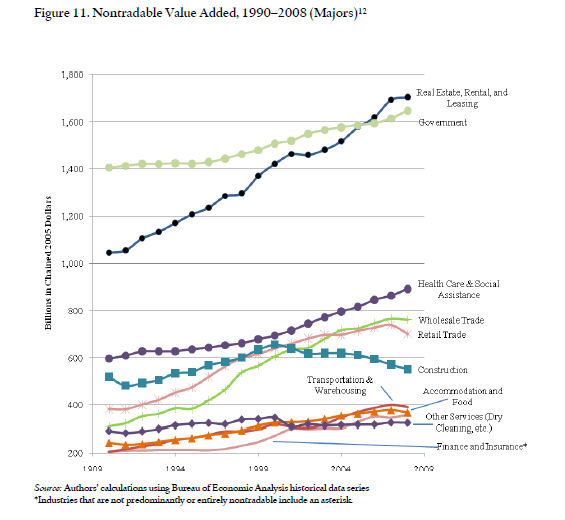 Figure 11. Nontradable Value Added, 1990–2008 (Majors)¹²
1,800
1,600
1,400
1,200
1,000
800
600
400
200
Billions in Chained 2005 Dollars
1989
1994
1999
2004
2009
Real Estate, Rental, and
Leasing
Government
Health Care & Social
Assistance
Wholesale Trade
Retail Trade
Construction
Transportation &
Warehousing
Accommodation and
Food
Other Services (Dry
Cleaning, etc.)
Finance and Insurance*
Source: Authors' calculations using Bureau of Economic Analysis historical data series
*Industries that are not predominantly or entirely nontradable include an asterisk.